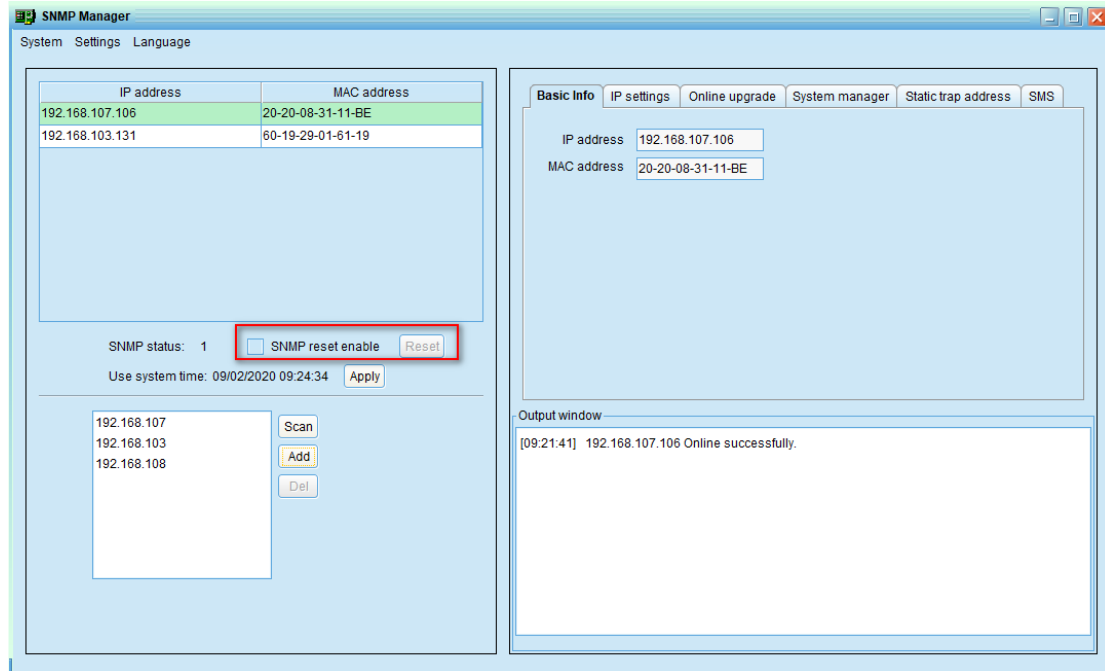 SNMP Manager
System Settings Language
IP address MAC address
192.168.107.106 20-20-08-31-11-BE
192.168.103.131 60-19-29-01-61-19
SNMP status: 1 SNMP reset enable Reset
Use system time: 09/02/2020 09:24:34 Apply
192.168.107
192.168.103
192.168.108
Scan
Add
Del
Basic Info IP settings Online upgrade System manager Static trap address SMS
IP address 192.168.107.106
MAC address 20-20-08-31-11-BE
Output window
[09:21:41] 192.168.107.106 Online successfully.